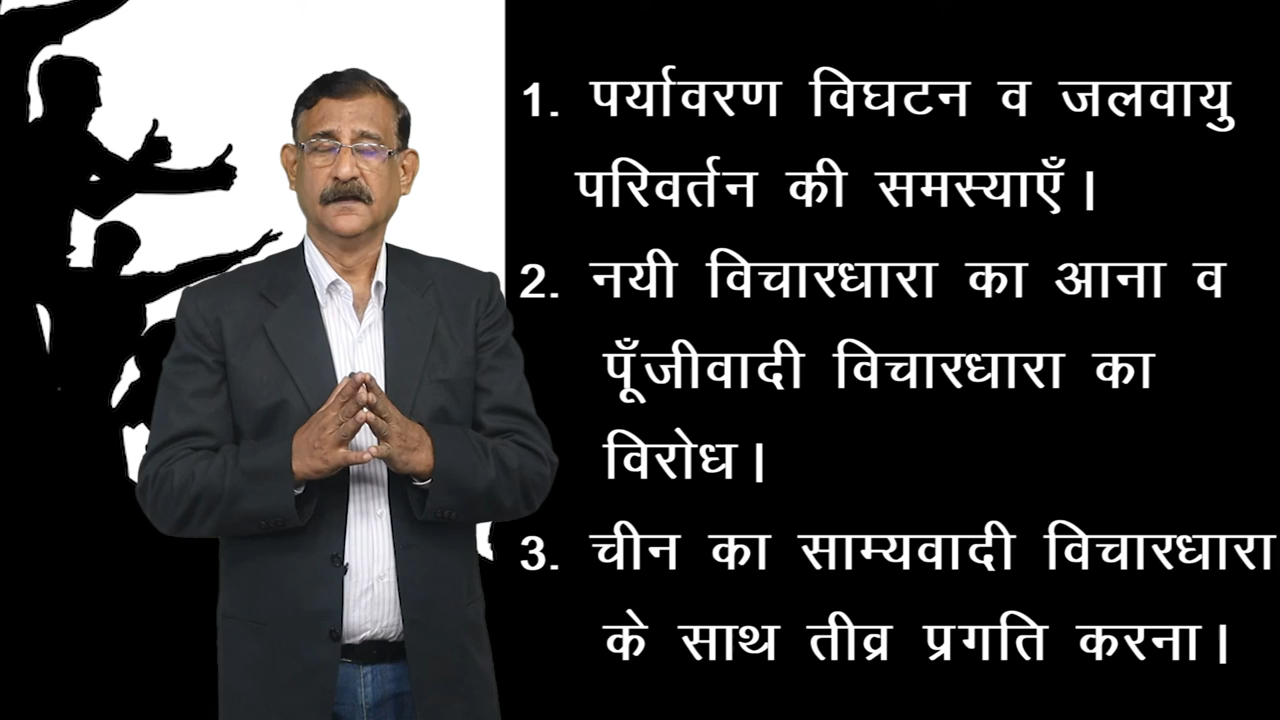 1. पर्यावरण विघटन व जलवायु
परिवर्तन की समस्याएँ।
2. नयी विचारधारा का आना व
पूँजीवादी विचारधारा का
विरोध।
3. चीन का साम्यवादी विचारधारा
के साथ तीव्र प्रगति करना।